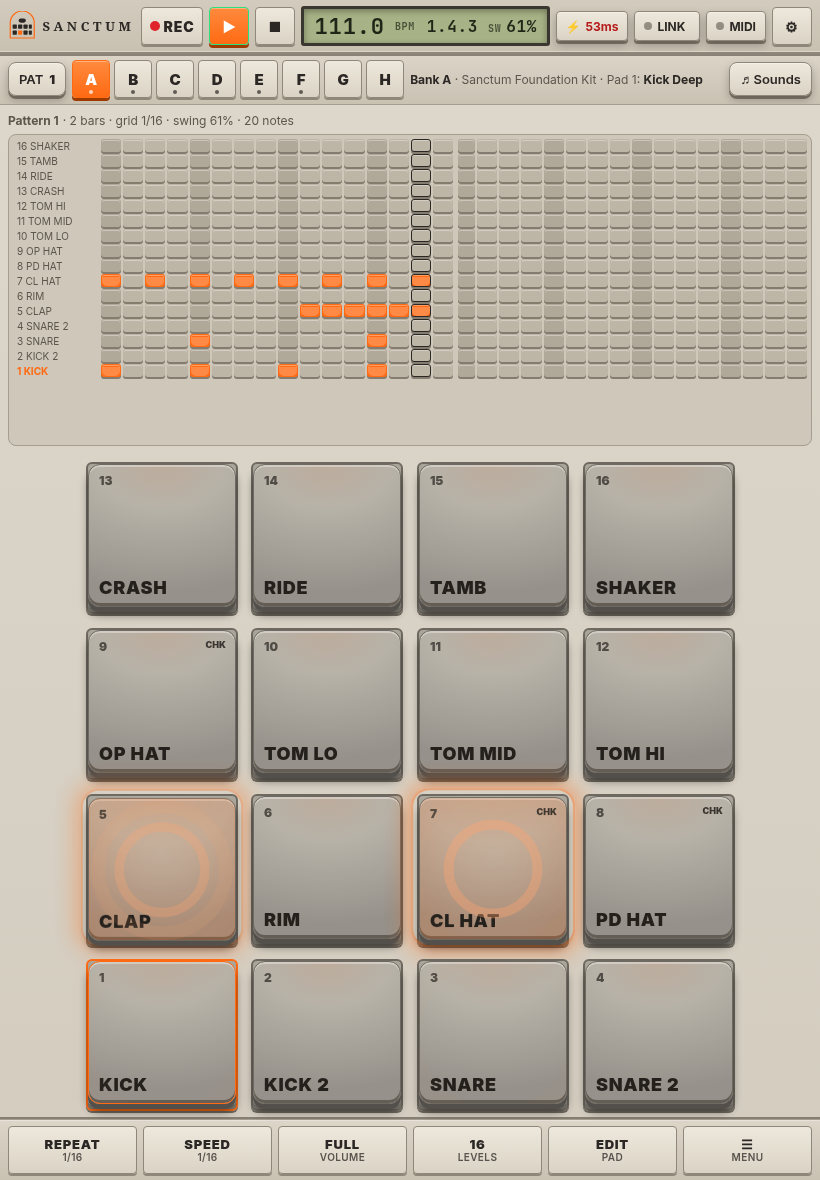 SANCTUM REC 111.0 BPM 1.4.3 SW 61% ⚡ 53ms LINK MIDI
PAT 1 A B C D E F G H Bank A · Sanctum Foundation Kit · Pad 1: Kick Deep ♬ Sounds
Pattern 1 · 2 bars · grid 1/16 · swing 61% · 20 notes
16 SHAKER
15 TAMB
14 RIDE
13 CRASH
12 TOM HI
11 TOM MID
10 TOM LO
9 OP HAT
8 PD HAT
7 CL HAT
6 RIM
5 CLAP
4 SNARE 2
3 SNARE
2 KICK 2
1 KICK
13 14 15 16
CRASH RIDE TAMB SHAKER
9 CHK 10 11 12
OP HAT TOM LO TOM MID TOM HI
5 6 7 CHK 8 CHK
CLAP RIM CL HAT PD HAT
1 2 3 4
KICK KICK 2 SNARE SNARE 2
REPEAT SPEED FULL 16 EDIT ☰
1/16 1/16 VOLUME LEVELS PAD MENU